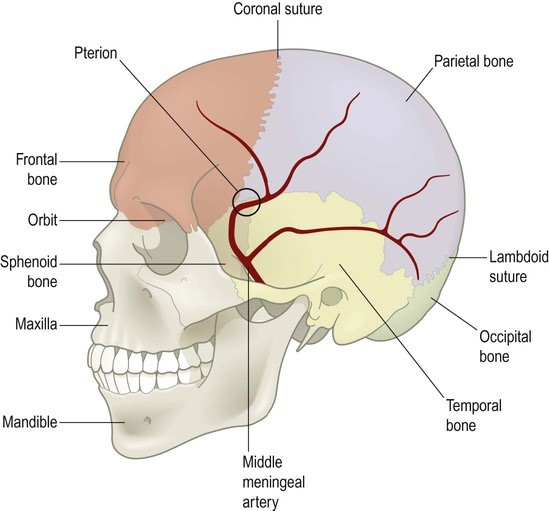 Coronal suture
Pterion
Parietal bone
Frontal
bone
Orbit
Sphenoid
bone
Lambdoid
suture
Maxilla
Occipital
bone
Mandible
Temporal
bone
Middle
meningeal
artery